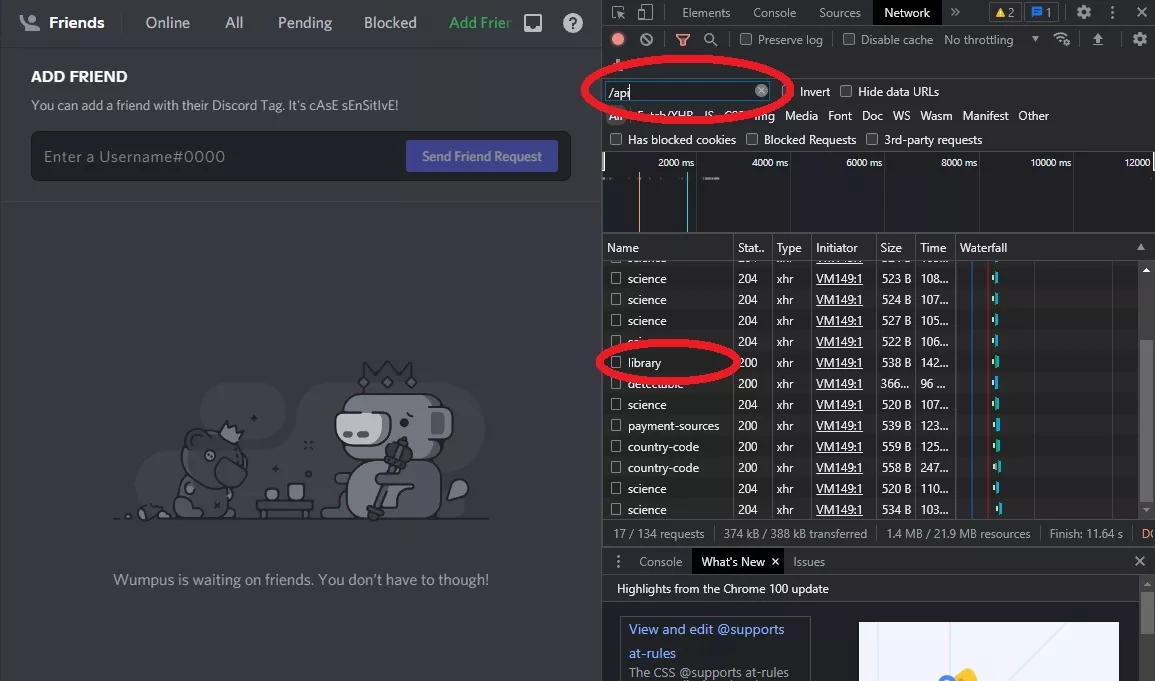 Friends Online All Pending Blocked Add Frier
ADD FRIEND
You can add a friend with their Discord Tag. It's cAsE sEnSitIvE!
Enter a Username#0000 Send Friend Request
Wumpus is waiting on friends. You don't have to though!
Elements Console Sources Network 2 1
Preserve log Disable cache No throttling
/api Invert Hide data URLs
All Fetch/XHR JS CSS Img Media Font Doc WS Wasm Manifest Other
Has blocked cookies Blocked Requests 3rd-party requests
2000 ms 4000 ms 6000 ms 8000 ms 10000 ms 12000
Name Stat.. Type Initiator Size Time Waterfall
science 204 xhr VM149:1 523 B 108...
science 204 xhr VM149:1 524 B 107...
science 204 xhr VM149:1 527 B 105...
science 204 xhr VM149:1 522 B 106...
library 200 xhr VM149:1 538 B 142...
detectable 200 xhr VM149:1 366... 96 ...
science 204 xhr VM149:1 520 B 107...
payment-sources 200 xhr VM149:1 539 B 123...
country-code 200 xhr VM149:1 559 B 125...
country-code 200 xhr VM149:1 558 B 247...
science 204 xhr VM149:1 520 B 110...
science 204 xhr VM149:1 534 B 103...
17 / 134 requests 374 kB / 388 kB transferred 1.4 MB / 21.9 MB resources Finish: 11.64 s DO
Console What's New Issues
Highlights from the Chrome 100 update
View and edit @supports
at-rules
The CSS @supports at-rules